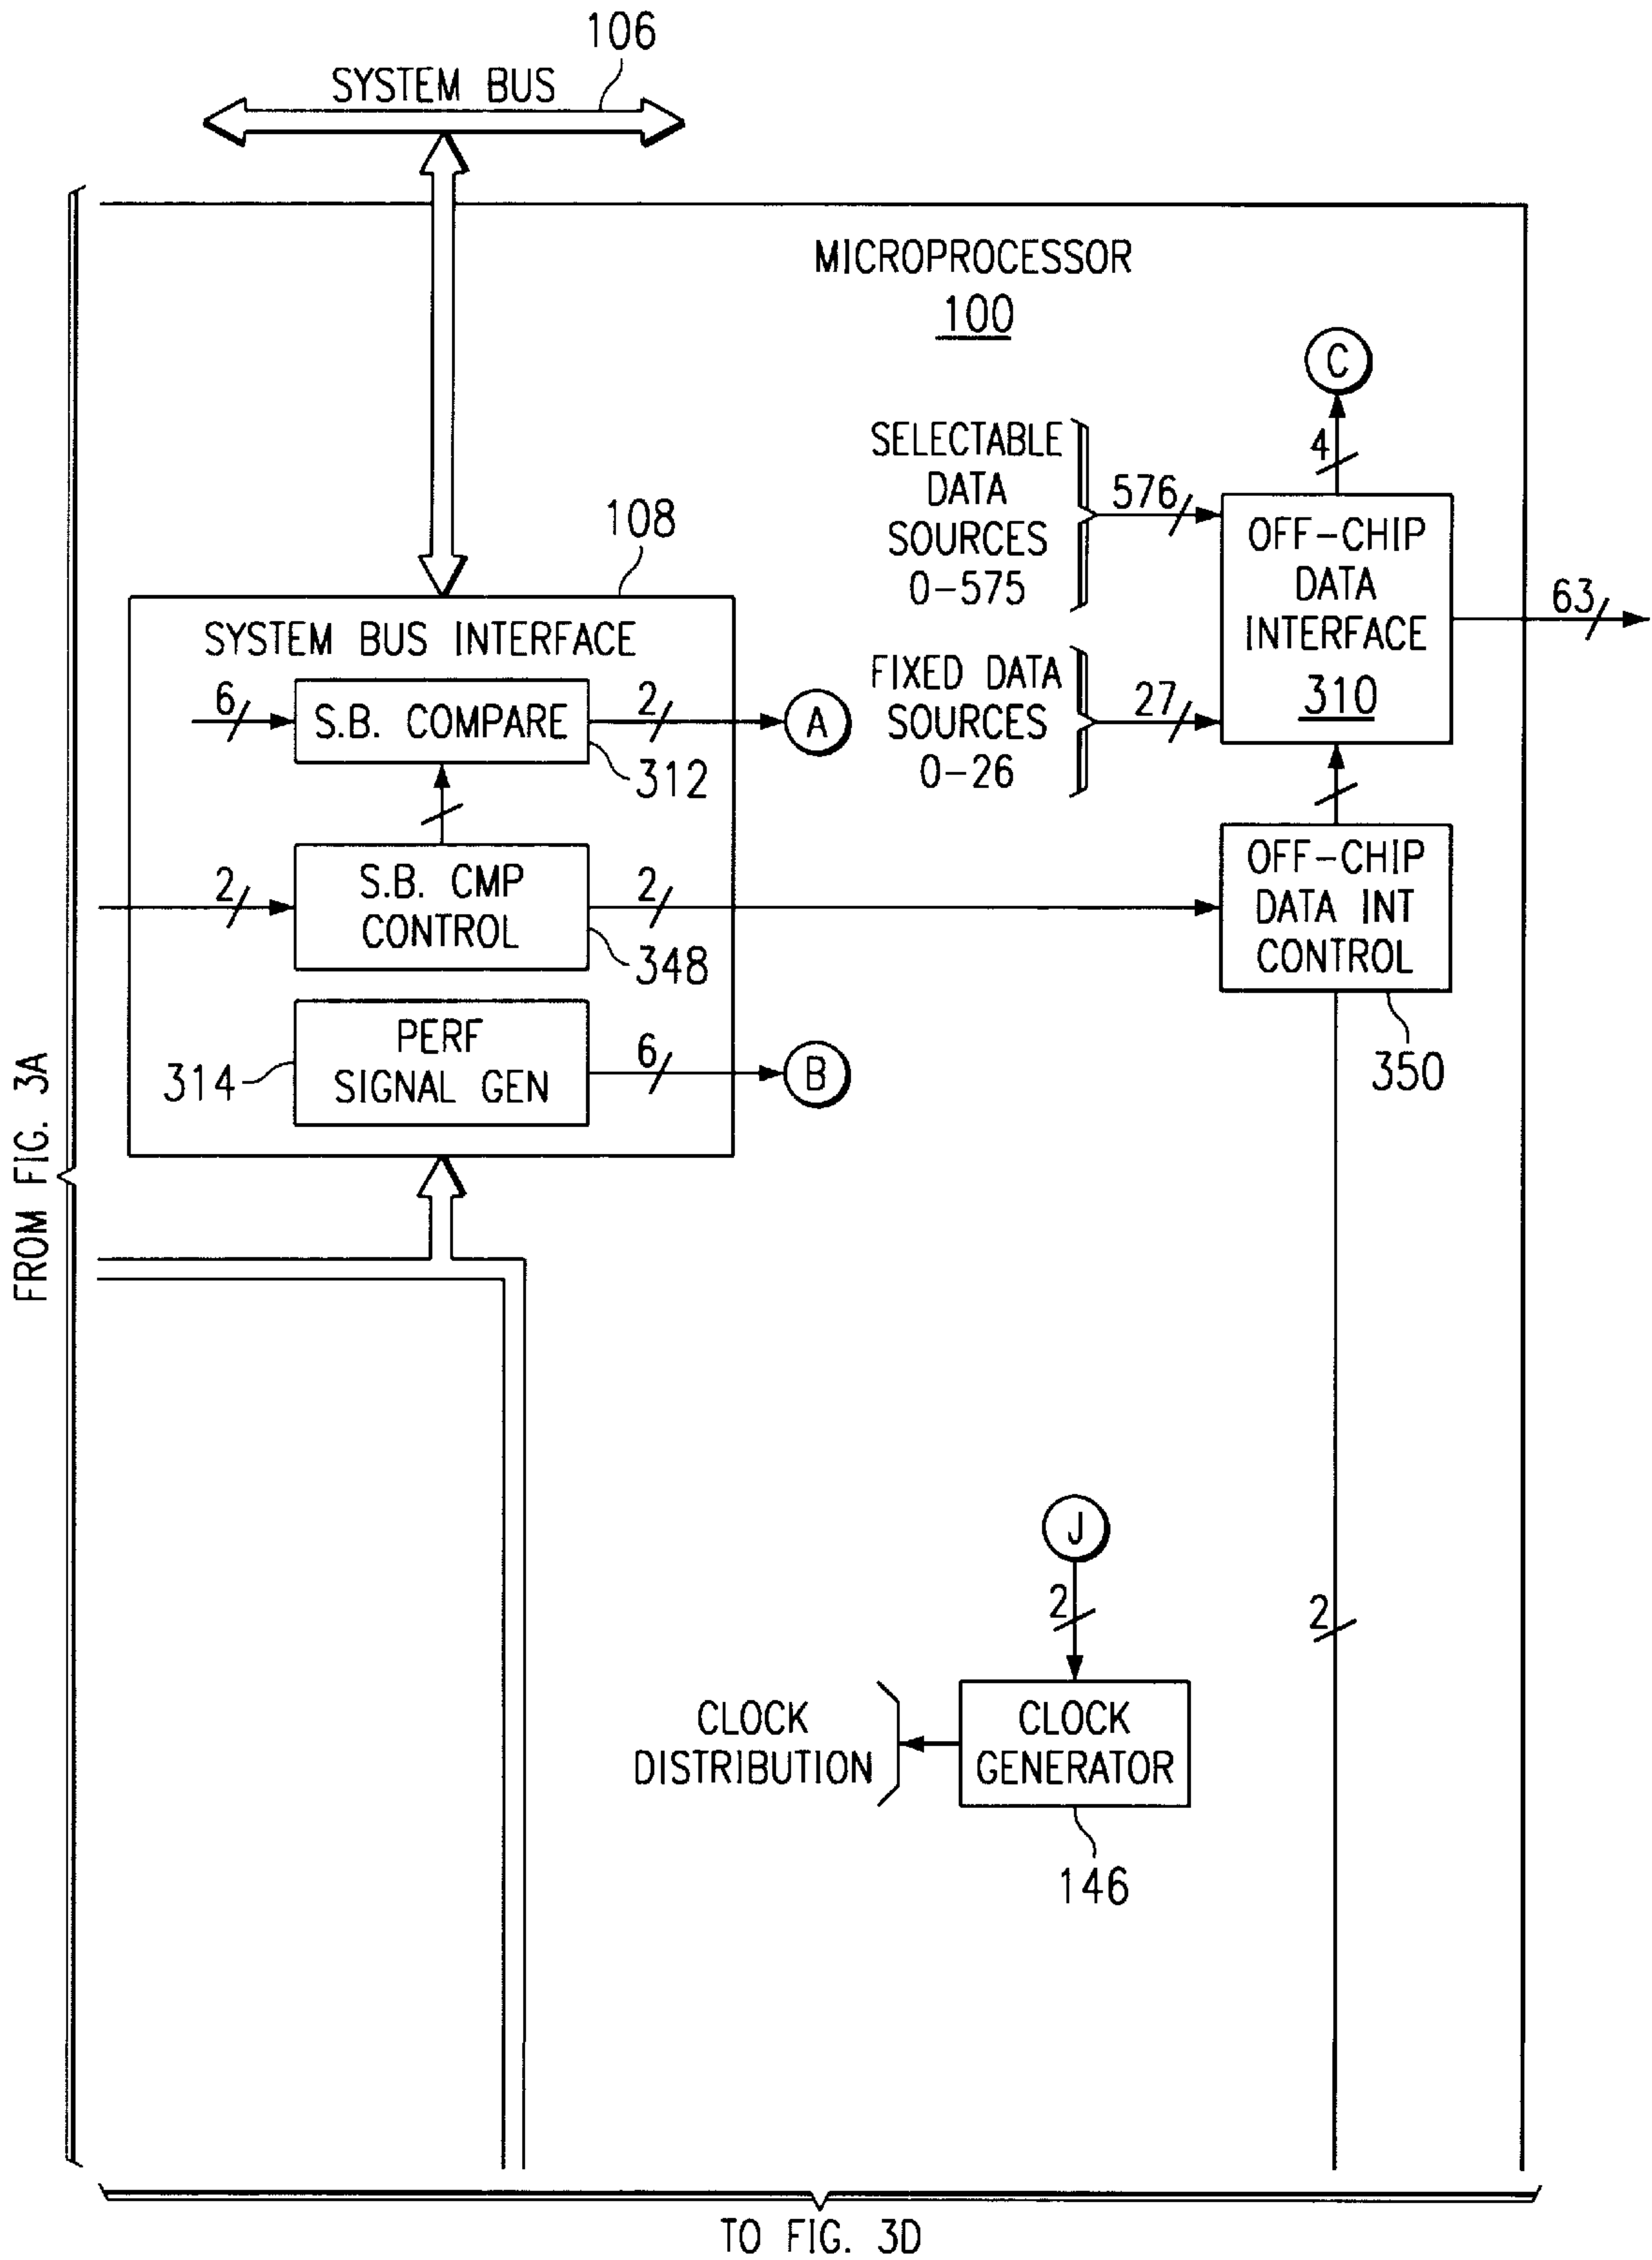 106
SYSTEM BUS
MICROPROCESSOR
100
C
4
SELECTABLE
DATA
SOURCES
0-575
576
OFF-CHIP
DATA
INTERFACE
310
63
108
SYSTEM BUS INTERFACE
6
S.B. COMPARE
2
A
312
FIXED DATA
SOURCES
0-26
27
2
S.B. CMP
CONTROL
2
348
OFF-CHIP
DATA INT
CONTROL
350
PERF
SIGNAL GEN
314
6
B
FROM FIG. 3A
J
2
2
CLOCK
DISTRIBUTION
CLOCK
GENERATOR
146
TO FIG. 3D